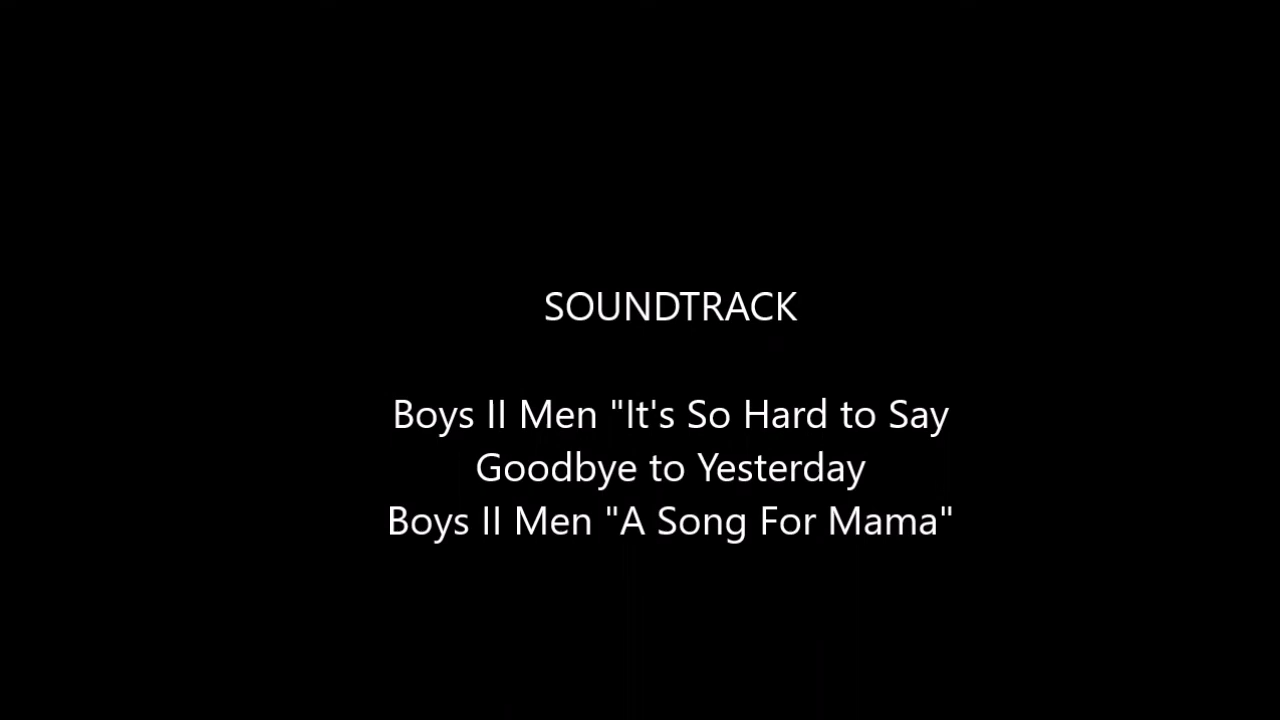 SOUNDTRACK
Boys II Men "It's So Hard to Say
Goodbye to Yesterday
Boys II Men "A Song For Mama"